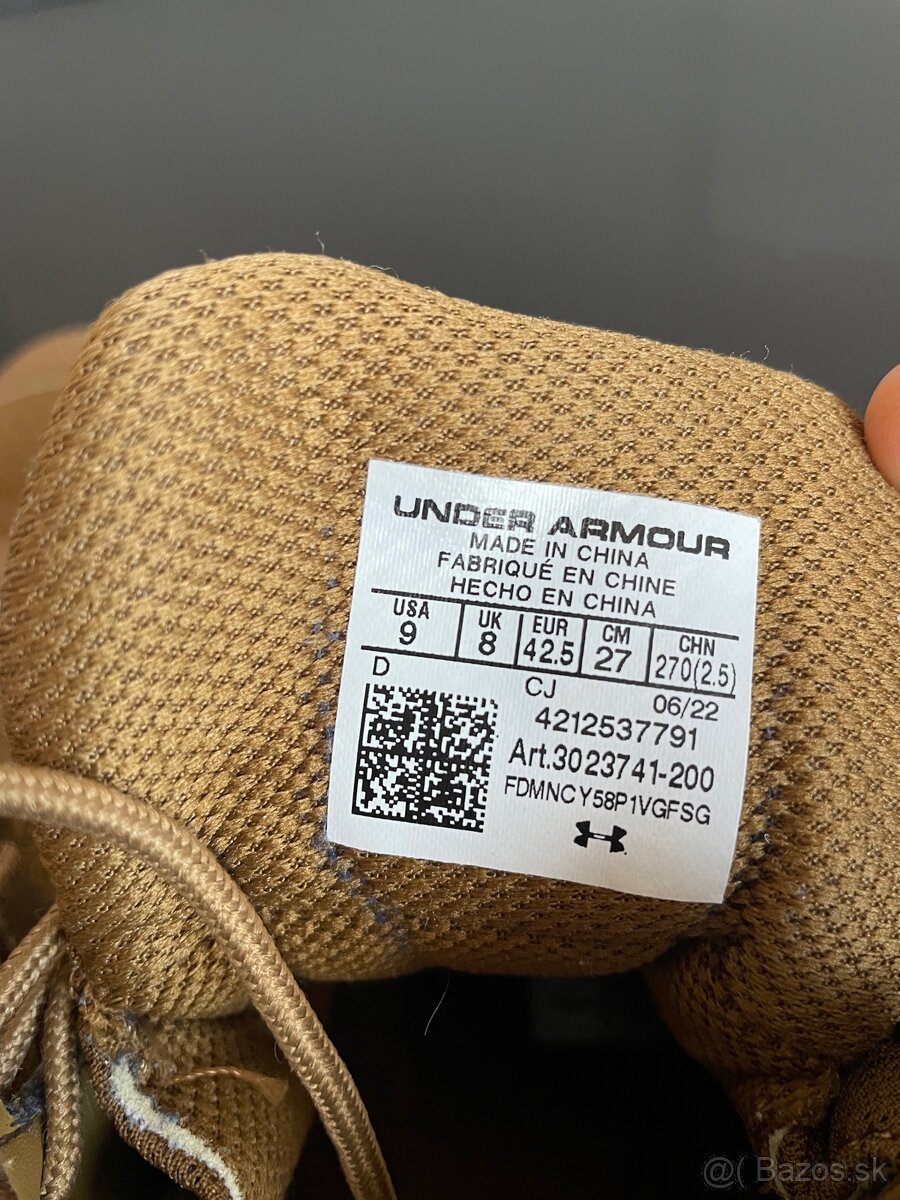 UNDER ARMOUR
MADE IN CHINA
FABRIQUÉ EN CHINE
HECHO EN CHINA
USA UK EUR CM CHN
9 8 42.5 27 270(2.5)
D CJ 06/22
4212537791
Art.3023741-200
FDMNCY58P1VGFSG
@( Bazos.sk